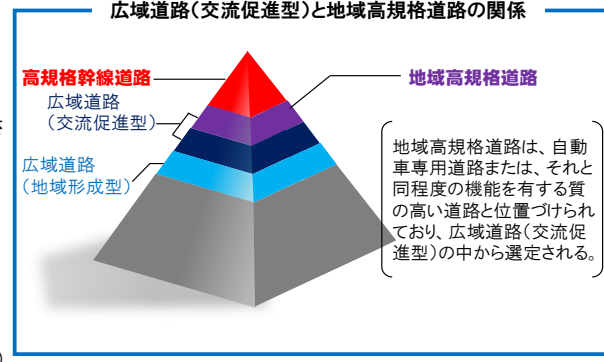 広域道路（交流促進型）と地域高規格道路の関係
高規格幹線道路
広域道路
（交流促進型）
広域道路
（地域形成型）
地域高規格道路
地域高規格道路は、自動
車専用道路または、それと
同程度の機能を有する質
の高い道路と位置づけられ
ており、広域道路（交流促
進型）の中から選定される。